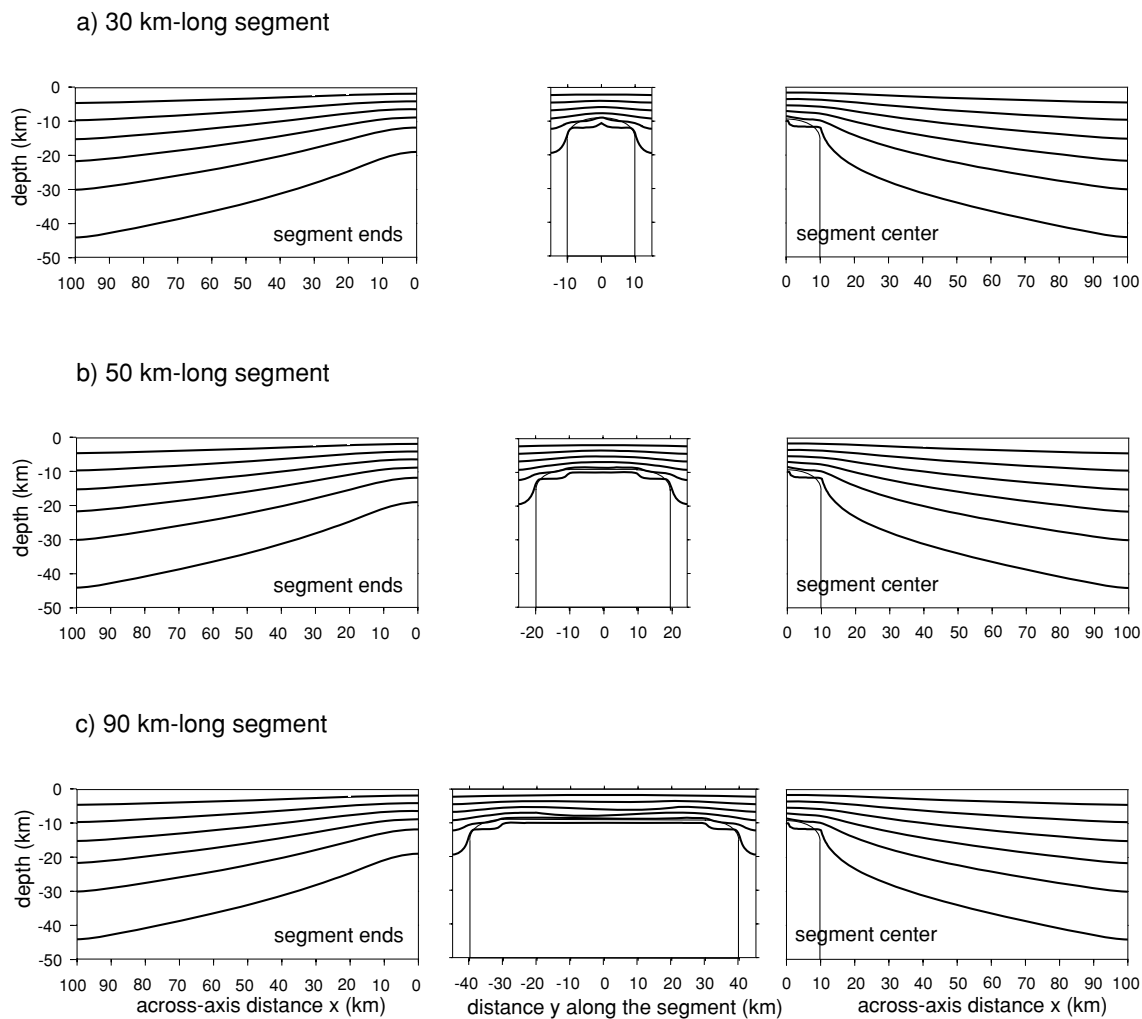 a) 30 km-long segment
depth (km)
0
-10
-20
-30
-40
-50
segment ends
segment center
100 90 80 70 60 50 40 30 20 10 0
-10 0 10
0 10 20 30 40 50 60 70 80 90 100
b) 50 km-long segment
depth (km)
0
-10
-20
-30
-40
-50
segment ends
segment center
100 90 80 70 60 50 40 30 20 10 0
-20 -10 0 10 20
0 10 20 30 40 50 60 70 80 90 100
c) 90 km-long segment
depth (km)
0
-10
-20
-30
-40
-50
segment ends
segment center
100 90 80 70 60 50 40 30 20 10 0
-40 -30 -20 -10 0 10 20 30 40
0 10 20 30 40 50 60 70 80 90 100
across-axis distance x (km)
distance y along the segment (km)
across-axis distance x (km)